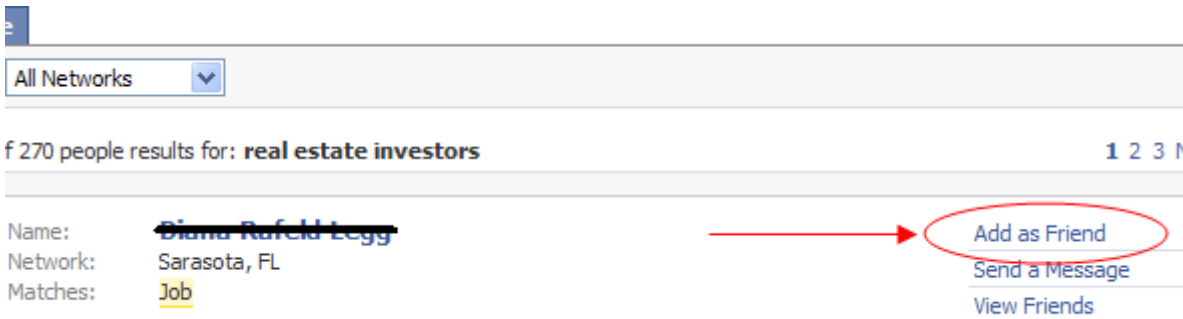 All Networks
f 270 people results for: real estate investors 1 2 3
Name:
Network: Sarasota, FL
Matches: Job
Add as Friend
Send a Message
View Friends